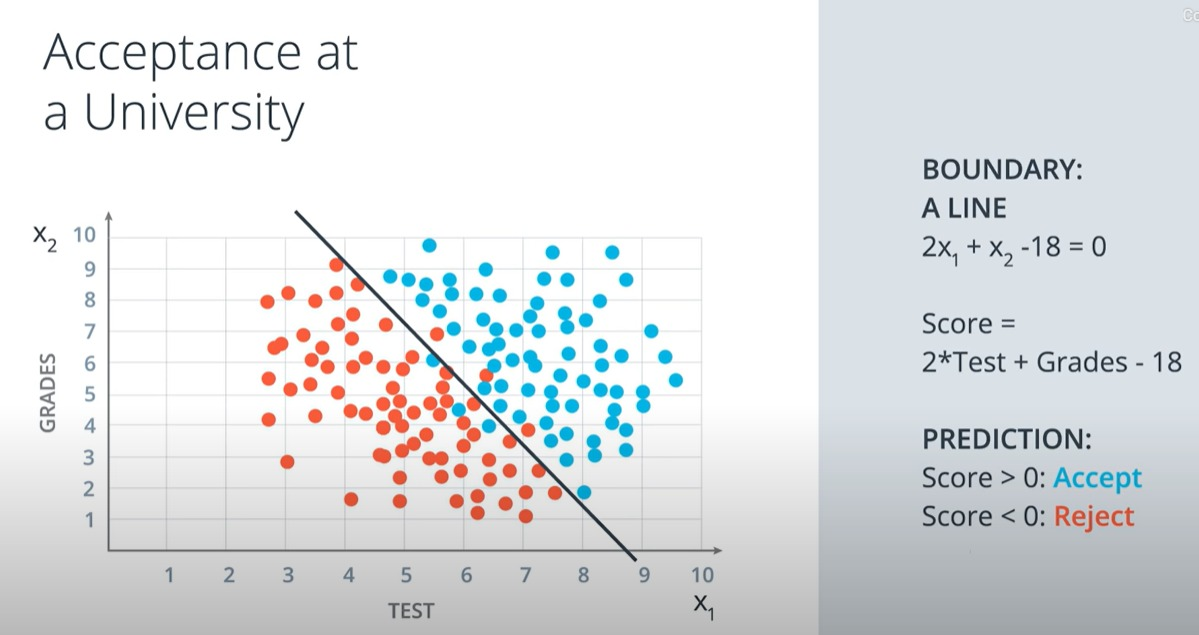 Acceptance at
a University
x₂
10
9
8
7
6
5
4
3
2
1
GRADES
1 2 3 4 5 6 7 8 9 10
TEST
x₁
BOUNDARY:
A LINE
2x₁ + x₂ -18 = 0
Score =
2*Test + Grades - 18
PREDICTION:
Score > 0: Accept
Score < 0: Reject